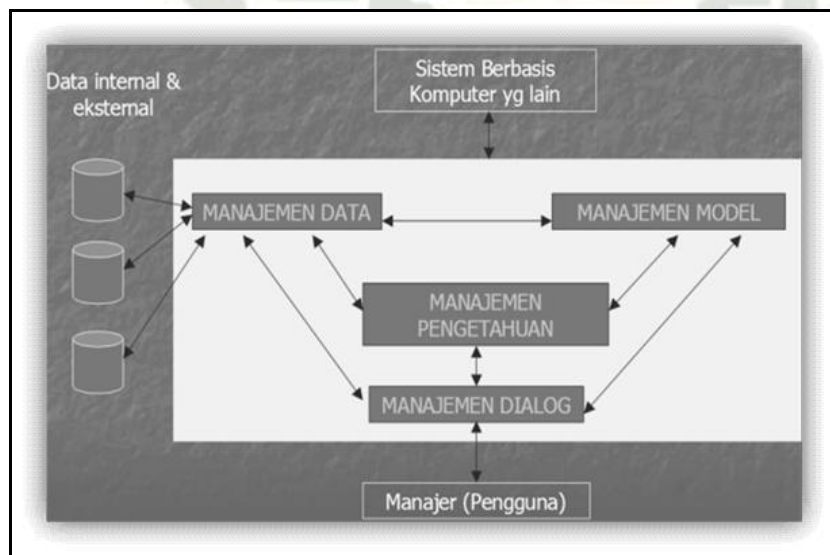 Data internal &
eksternal
Sistem Berbasis
Komputer yg lain
MANAJEMEN DATA
MANAJEMEN MODEL
MANAJEMEN
PENGETAHUAN
MANAJEMEN DIALOG
Manajer (Pengguna)